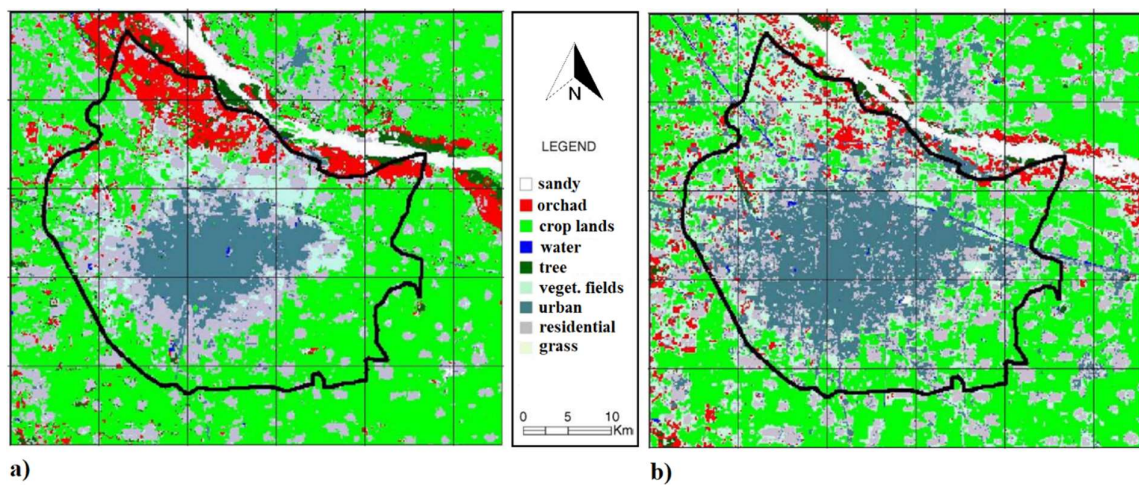 N
LEGEND
sandy
orchad
crop lands
water
tree
veget. fields
urban
residential
grass
0 5 10
Km
a)
b)